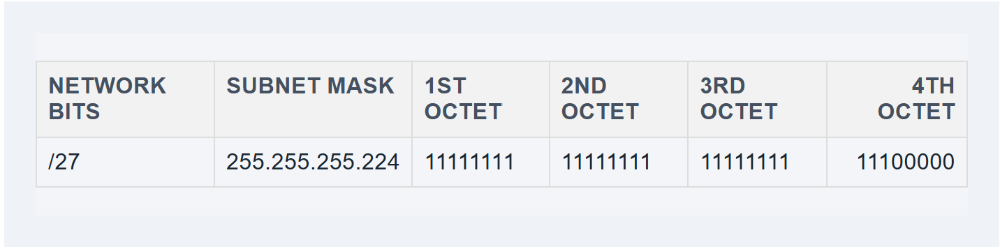 NETWORK BITS
SUBNET MASK
1ST OCTET
2ND OCTET
3RD OCTET
4TH OCTET
/27
255.255.255.224
11111111
11111111
11111111
11100000